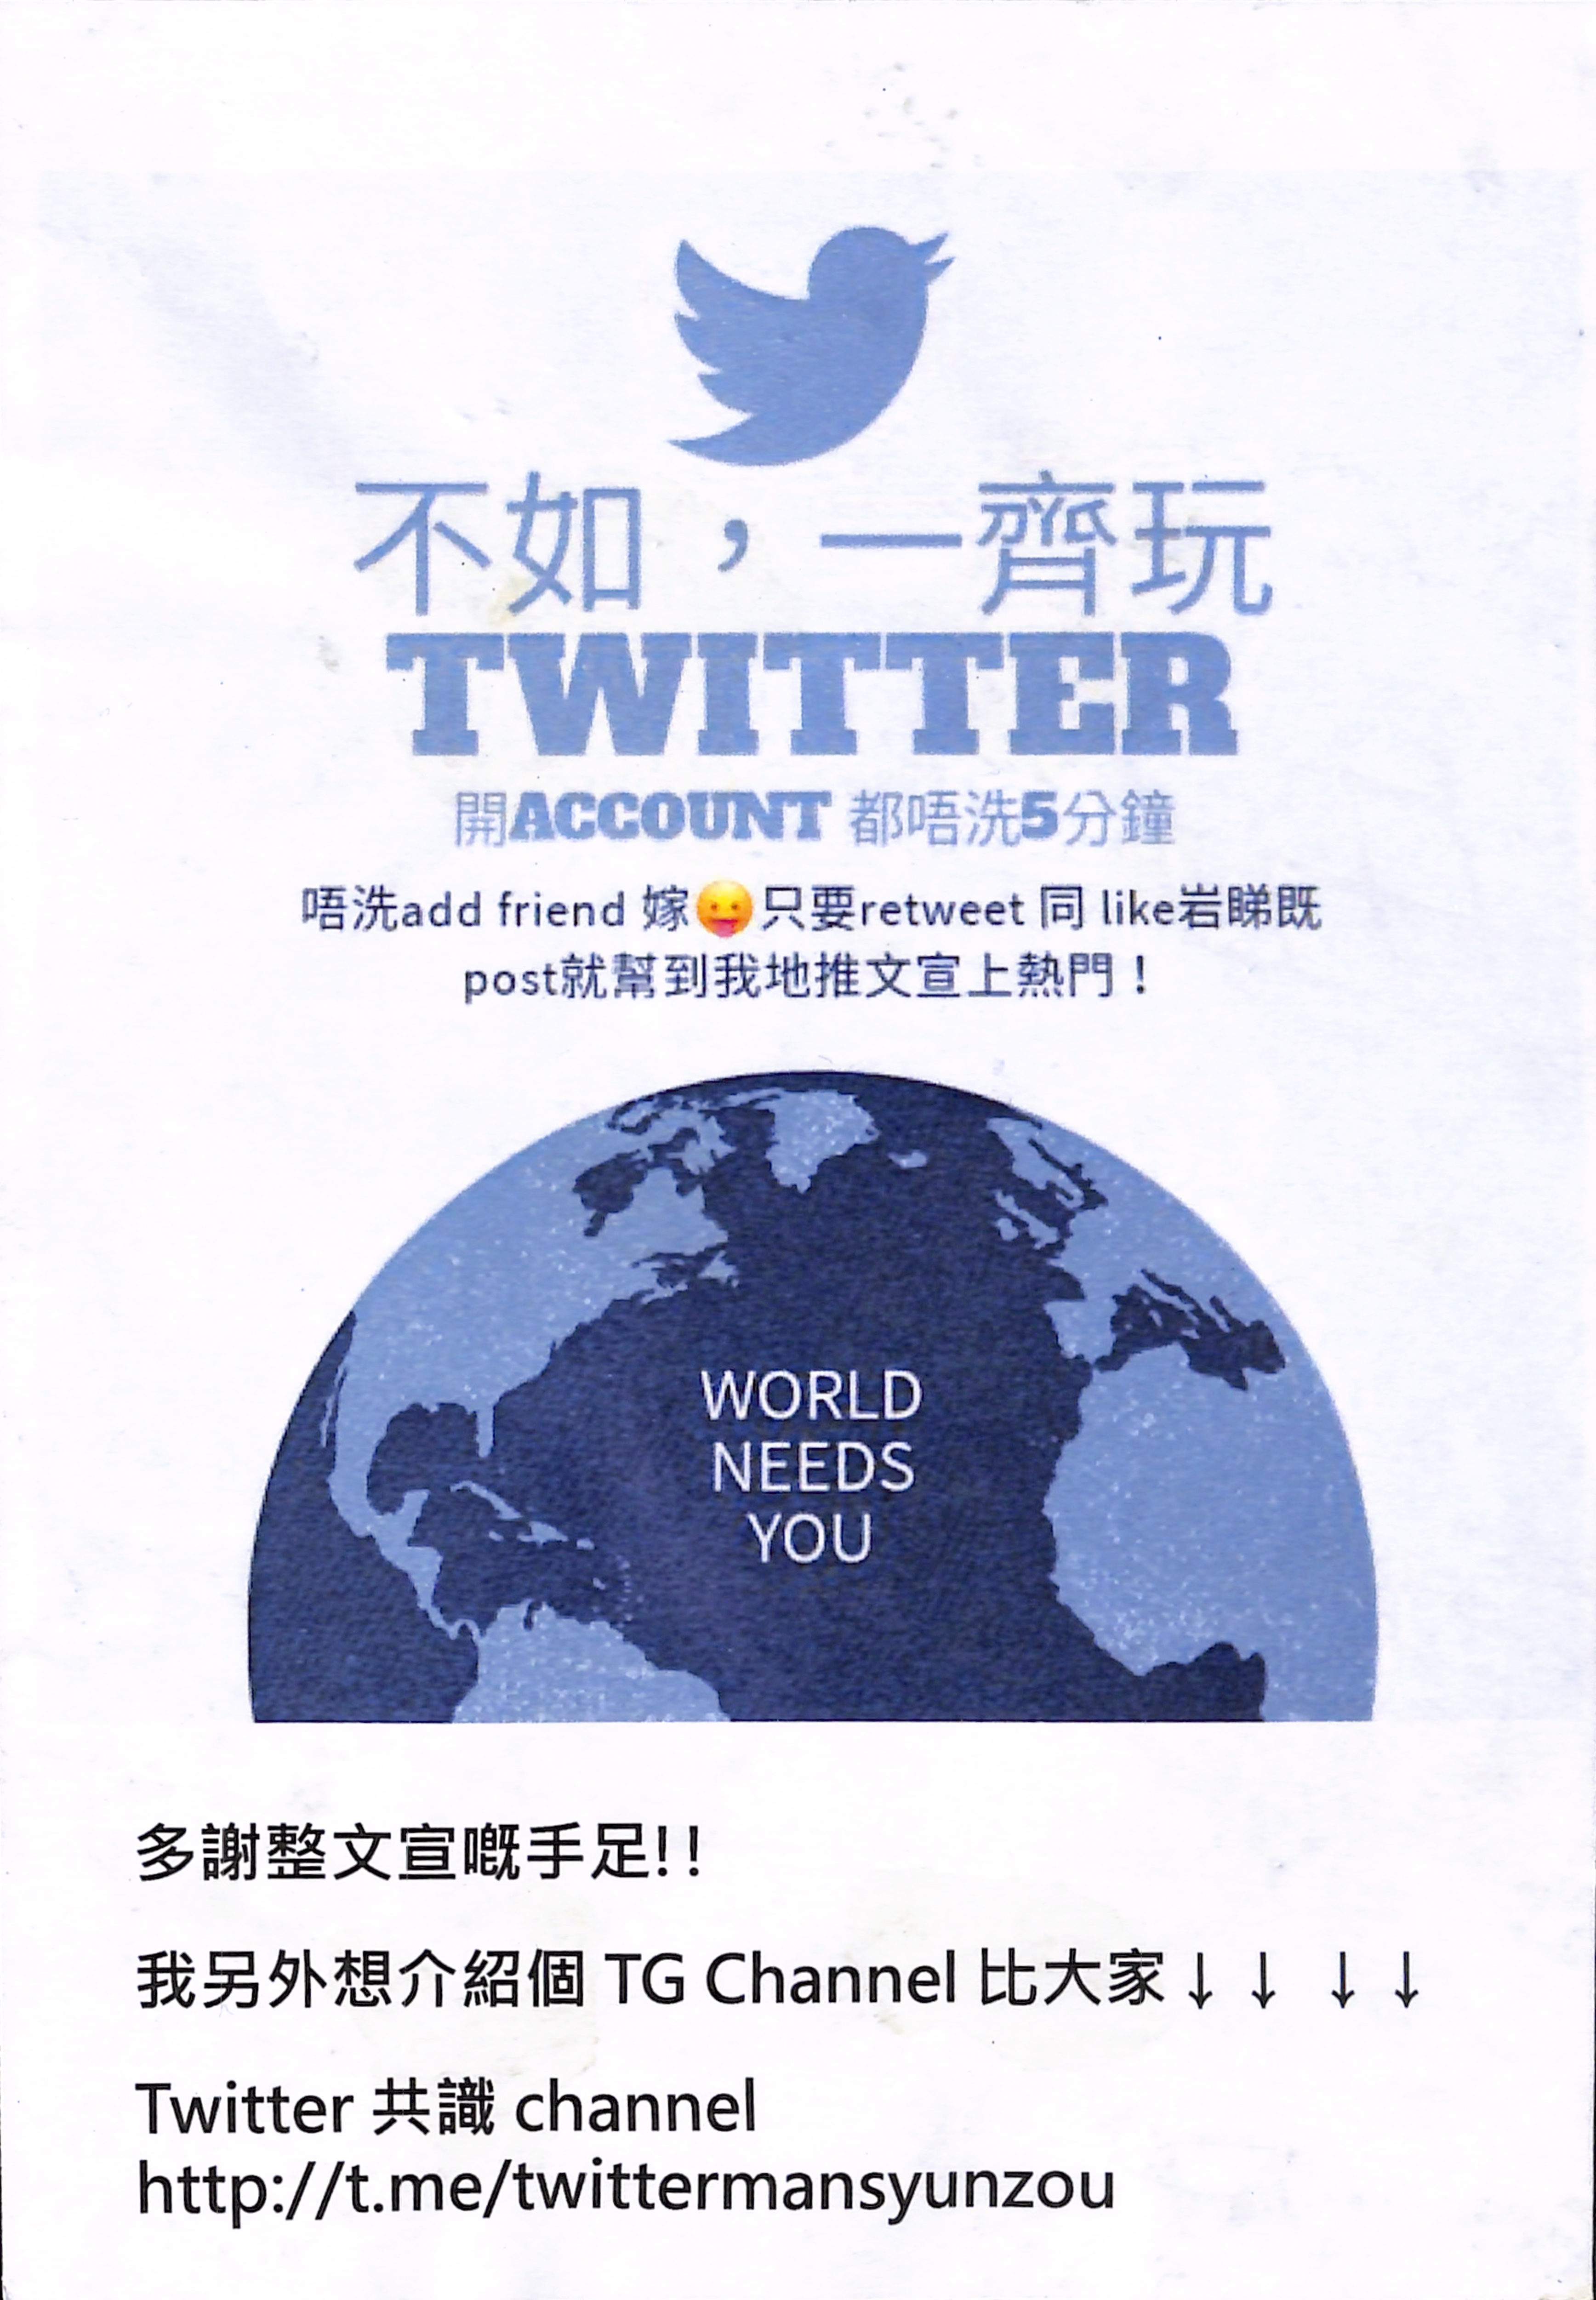 不如，一齊玩
TWITTER
開ACCOUNT 都唔洗5分鐘
唔洗add friend 嫁😛只要retweet 同 like岩睇既
post就幫到我地推文宣上熱門！
WORLD
NEEDS
YOU
多謝整文宣嘅手足!!
我另外想介紹個 TG Channel 比大家↓↓ ↓↓
Twitter 共識 channel
http://t.me/twittermansyunzou